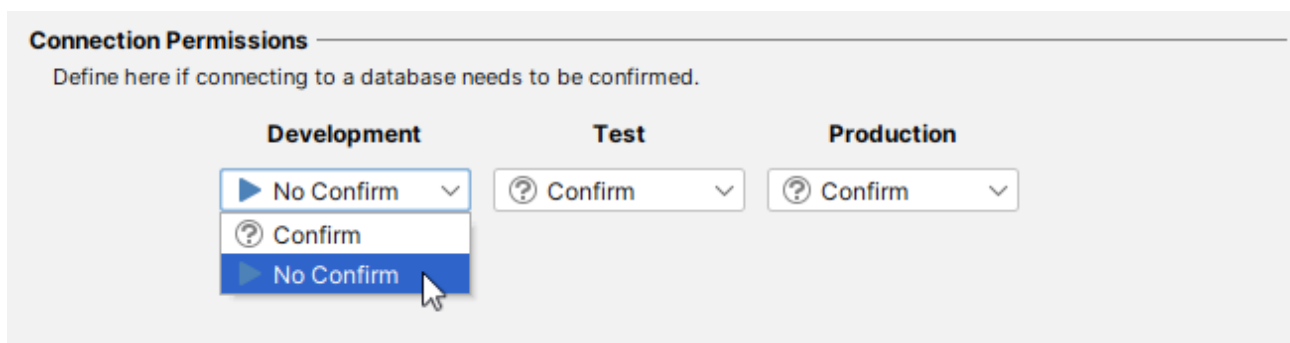 Connection Permissions
Define here if connecting to a database needs to be confirmed.
Development Test Production
No Confirm Confirm Confirm
Confirm
No Confirm